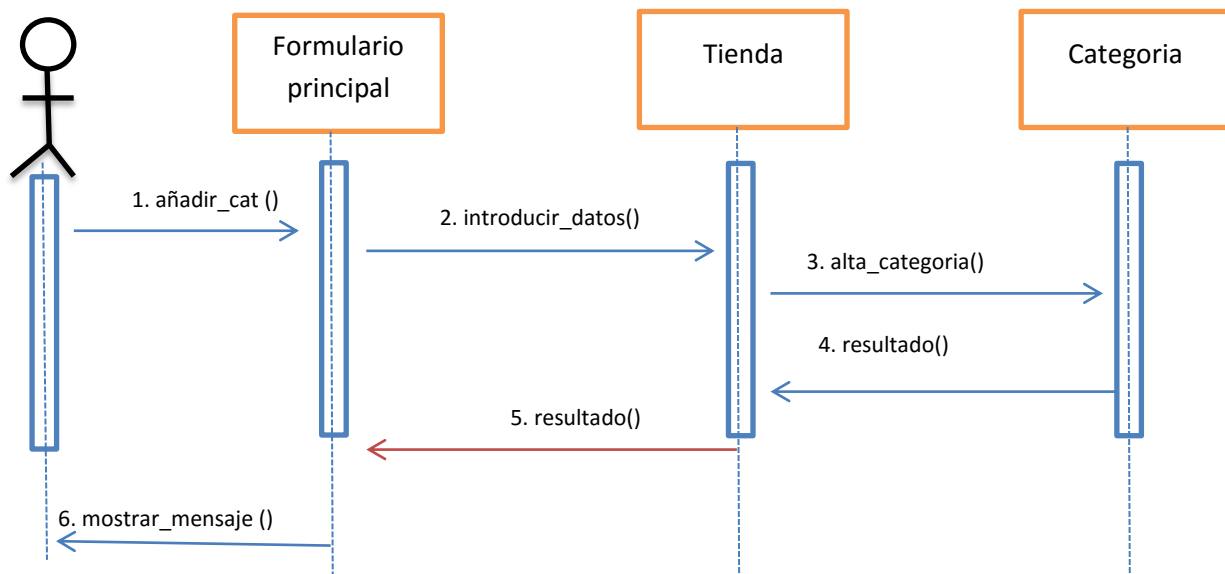 Formulario
principal
Tienda
Categoria
1. añadir_cat ()
2. introducir_datos()
3. alta_categoria()
4. resultado()
5. resultado()
6. mostrar_mensaje ()